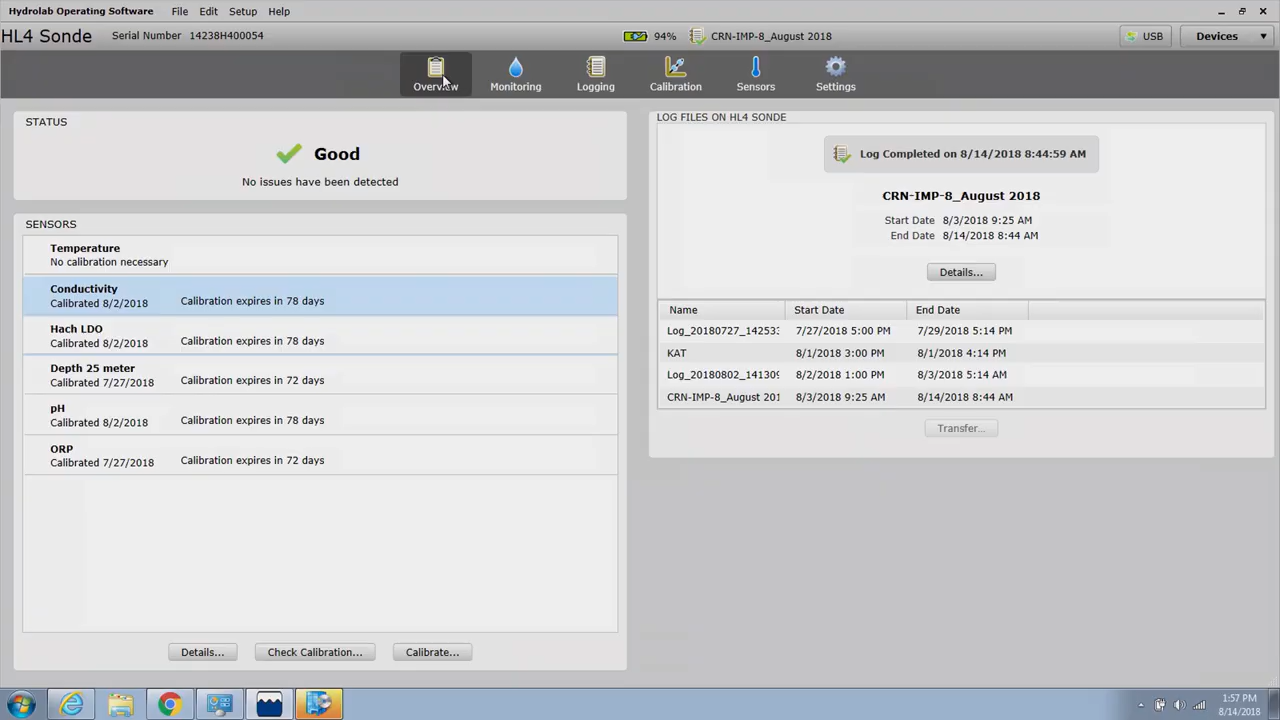 Hydrolab Operating Software File Edit Setup Help
HL4 Sonde Serial Number 14238H400054 94% CRN-IMP-8_August 2018 USB Devices
Overview Monitoring Logging Calibration Sensors Settings
STATUS
Good
No issues have been detected
SENSORS
Temperature
No calibration necessary
Conductivity
Calibrated 8/2/2018 Calibration expires in 78 days
Hach LDO
Calibrated 8/2/2018 Calibration expires in 78 days
Depth 25 meter
Calibrated 7/27/2018 Calibration expires in 72 days
pH
Calibrated 8/2/2018 Calibration expires in 78 days
ORP
Calibrated 7/27/2018 Calibration expires in 72 days
Details... Check Calibration... Calibrate...
LOG FILES ON HL4 SONDE
Log Completed on 8/14/2018 8:44:59 AM
CRN-IMP-8_August 2018
Start Date 8/3/2018 9:25 AM
End Date 8/14/2018 8:44 AM
Details...
Name Start Date End Date
Log_20180727_142533 7/27/2018 5:00 PM 7/29/2018 5:14 PM
KAT 8/1/2018 3:00 PM 8/1/2018 4:14 PM
Log_20180802_141309 8/2/2018 1:00 PM 8/3/2018 5:14 AM
CRN-IMP-8_August 201 8/3/2018 9:25 AM 8/14/2018 8:44 AM
Transfer...
1:57 PM
8/14/2018